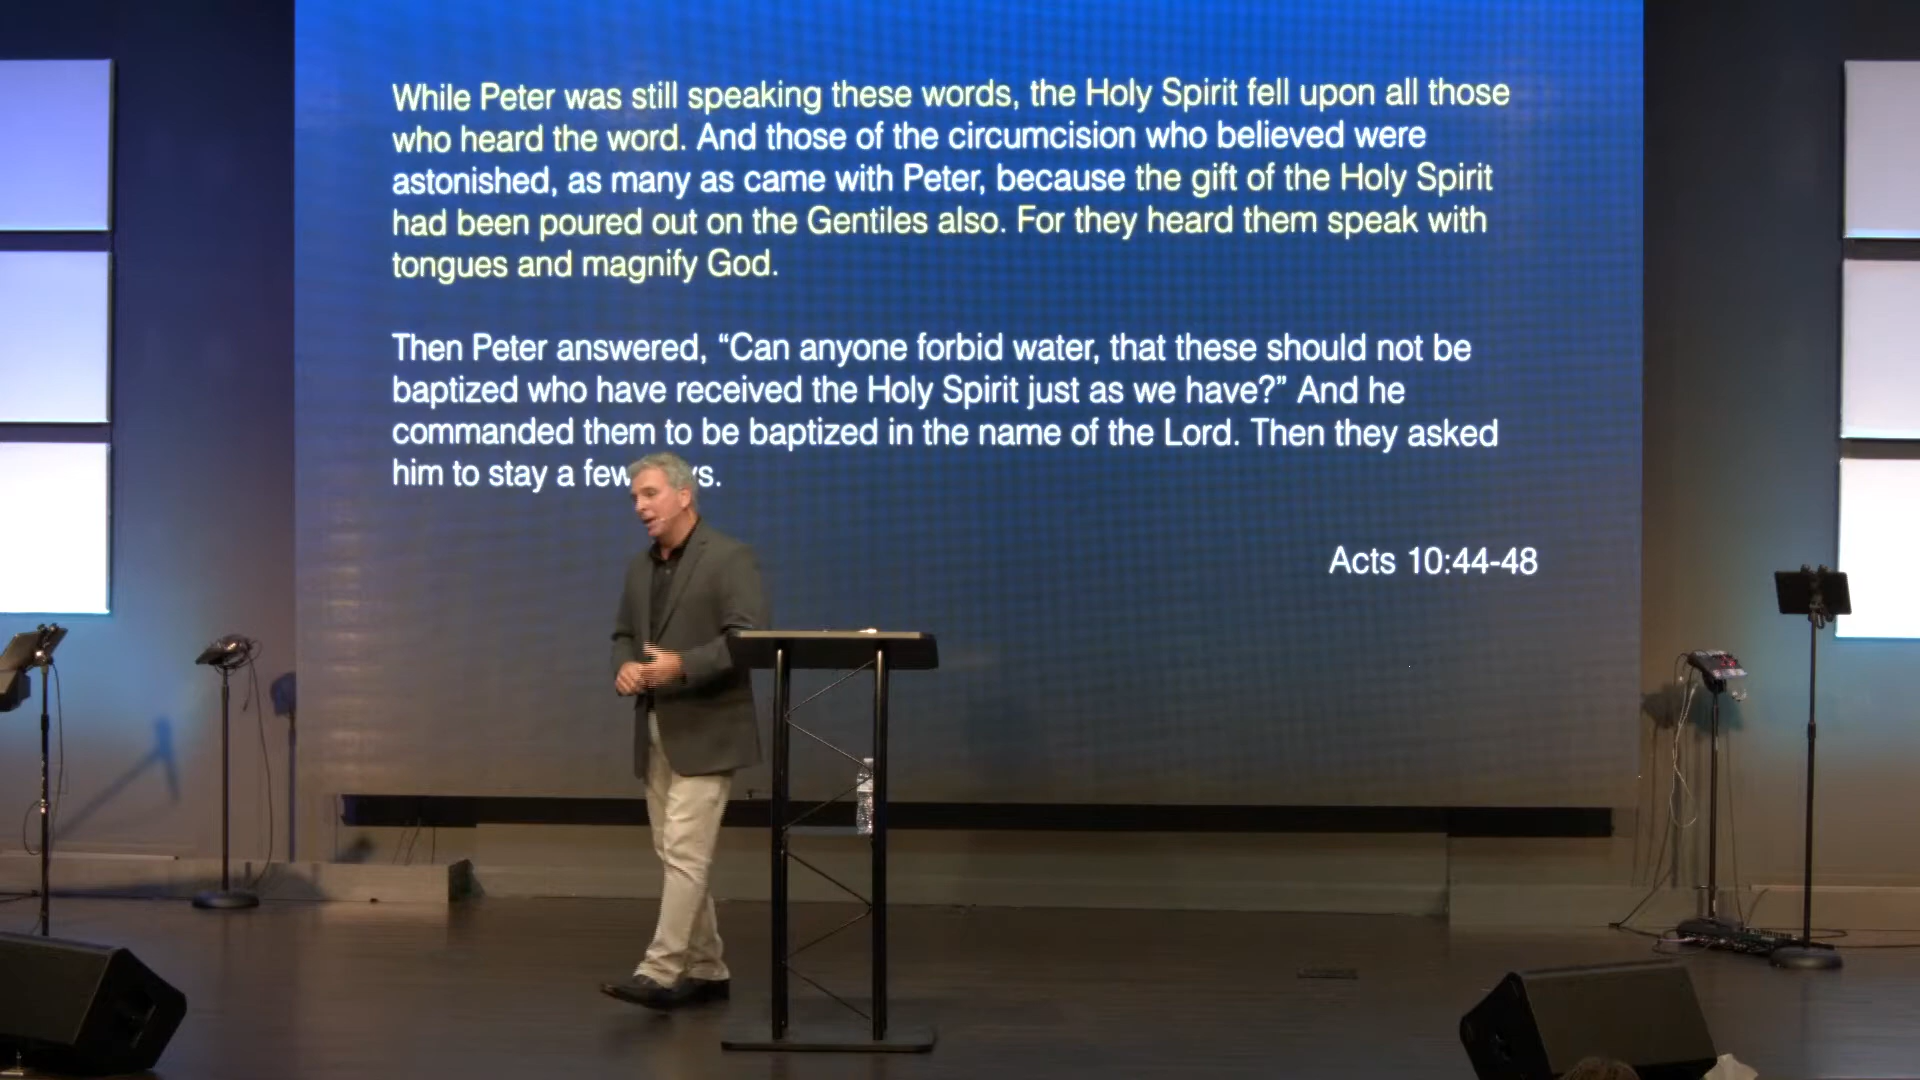 While Peter was still speaking these words, the Holy Spirit fell upon all those
who heard the word. And those of the circumcision who believed were
astonished, as many as came with Peter, because the gift of the Holy Spirit
had been poured out on the Gentiles also. For they heard them speak with
tongues and magnify God.
Then Peter answered, “Can anyone forbid water, that these should not be
baptized who have received the Holy Spirit just as we have?” And he
commanded them to be baptized in the name of the Lord. Then they asked
him to stay a few
Acts 10:44-48